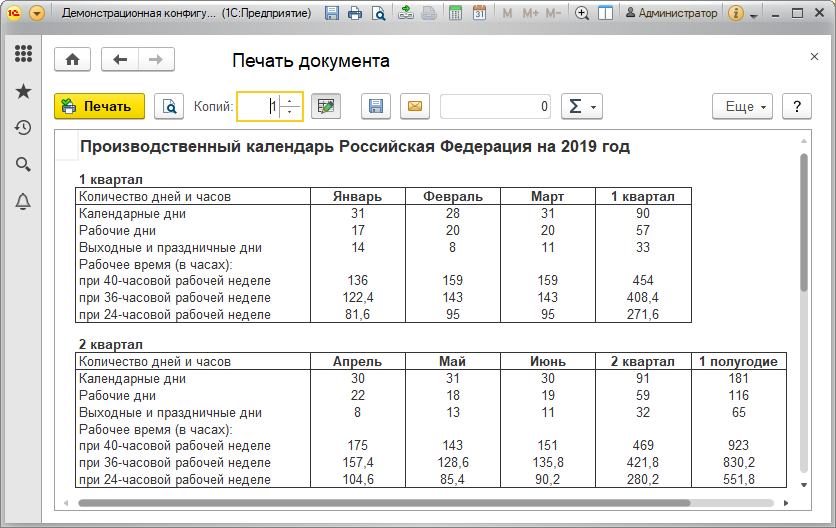 Демонстрационная конфигу... (1С:Предприятие) M M+ M- Администратор
Печать документа
Печать Копий: 1 0 Σ Еще ?
Производственный календарь Российская Федерация на 2019 год
1 квартал
Количество дней и часов Январь Февраль Март 1 квартал
Календарные дни 31 28 31 90
Рабочие дни 17 20 20 57
Выходные и праздничные дни 14 8 11 33
Рабочее время (в часах):
при 40-часовой рабочей неделе 136 159 159 454
при 36-часовой рабочей неделе 122,4 143 143 408,4
при 24-часовой рабочей неделе 81,6 95 95 271,6
2 квартал
Количество дней и часов Апрель Май Июнь 2 квартал 1 полугодие
Календарные дни 30 31 30 91 181
Рабочие дни 22 18 19 59 116
Выходные и праздничные дни 8 13 11 32 65
Рабочее время (в часах):
при 40-часовой рабочей неделе 175 143 151 469 923
при 36-часовой рабочей неделе 157,4 128,6 135,8 421,8 830,2
при 24-часовой рабочей неделе 104,6 85,4 90,2 280,2 551,8